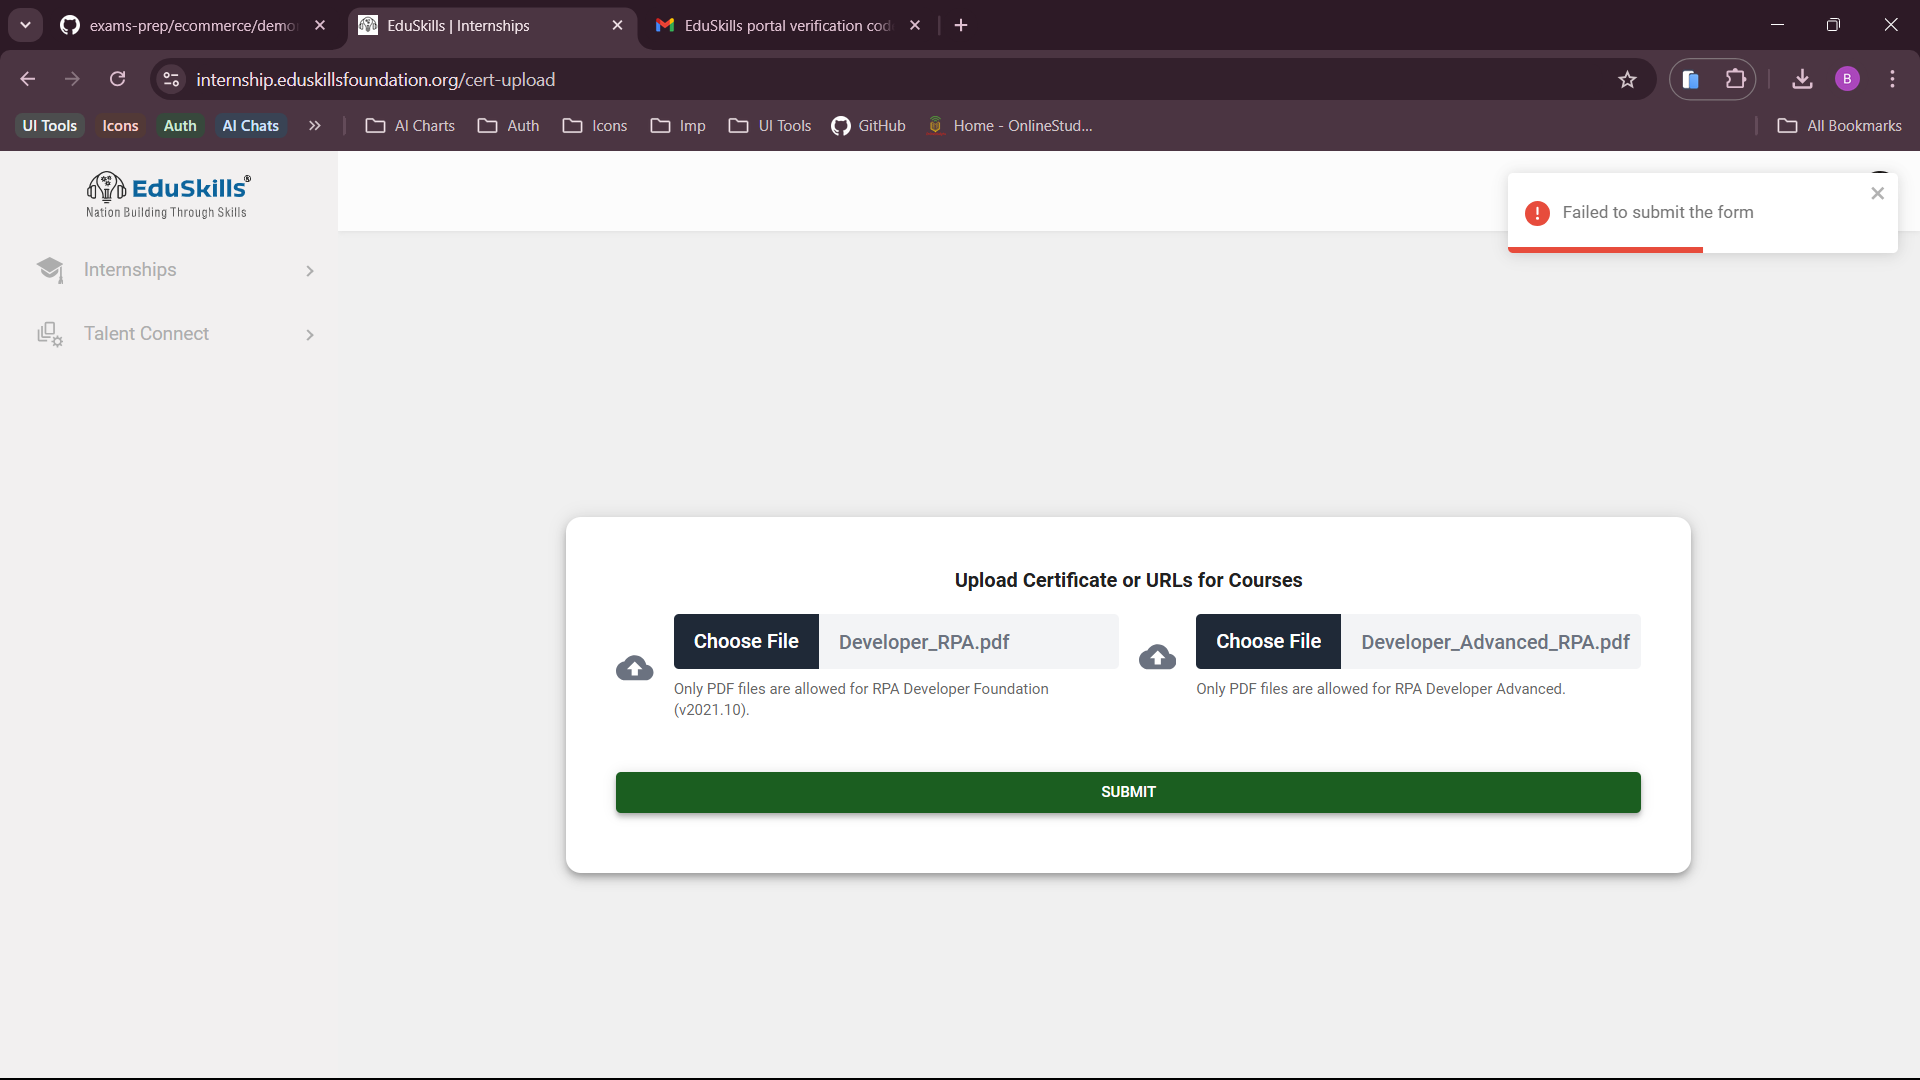 exams-prep/ecommerce/demo
EduSkills | Internships
EduSkills portal verification cod
internship.eduskillsfoundation.org/cert-upload
B
UI Tools Icons Auth AI Chats » AI Charts Auth Icons Imp UI Tools GitHub Home - OnlineStud... All Bookmarks
EduSkills®
Nation Building Through Skills
Failed to submit the form
Internships
Talent Connect
Upload Certificate or URLs for Courses
Choose File Developer_RPA.pdf
Choose File Developer_Advanced_RPA.pdf
Only PDF files are allowed for RPA Developer Foundation
(v2021.10).
Only PDF files are allowed for RPA Developer Advanced.
SUBMIT